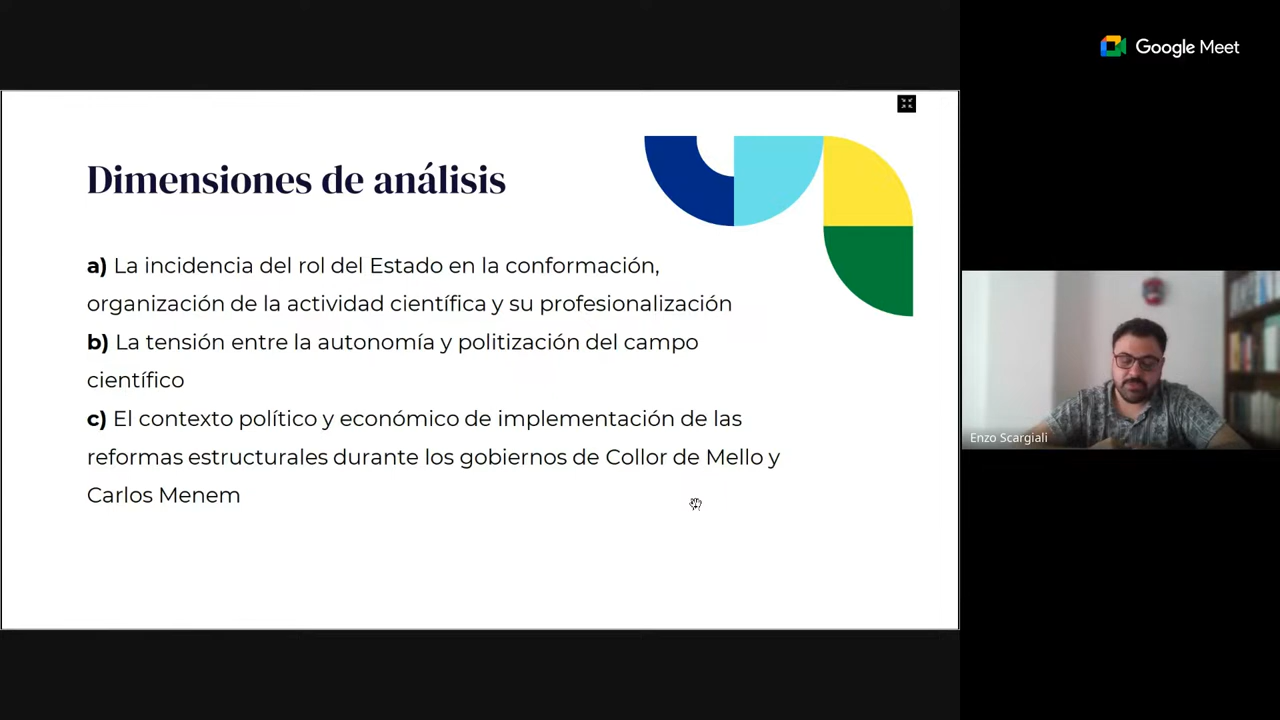 Google Meet
Dimensiones de análisis
a) La incidencia del rol del Estado en la conformación,
organización de la actividad científica y su profesionalización
b) La tensión entre la autonomía y politización del campo
científico
c) El contexto político y económico de implementación de las
reformas estructurales durante los gobiernos de Collor de Mello y
Carlos Menem
Enzo Scargiali